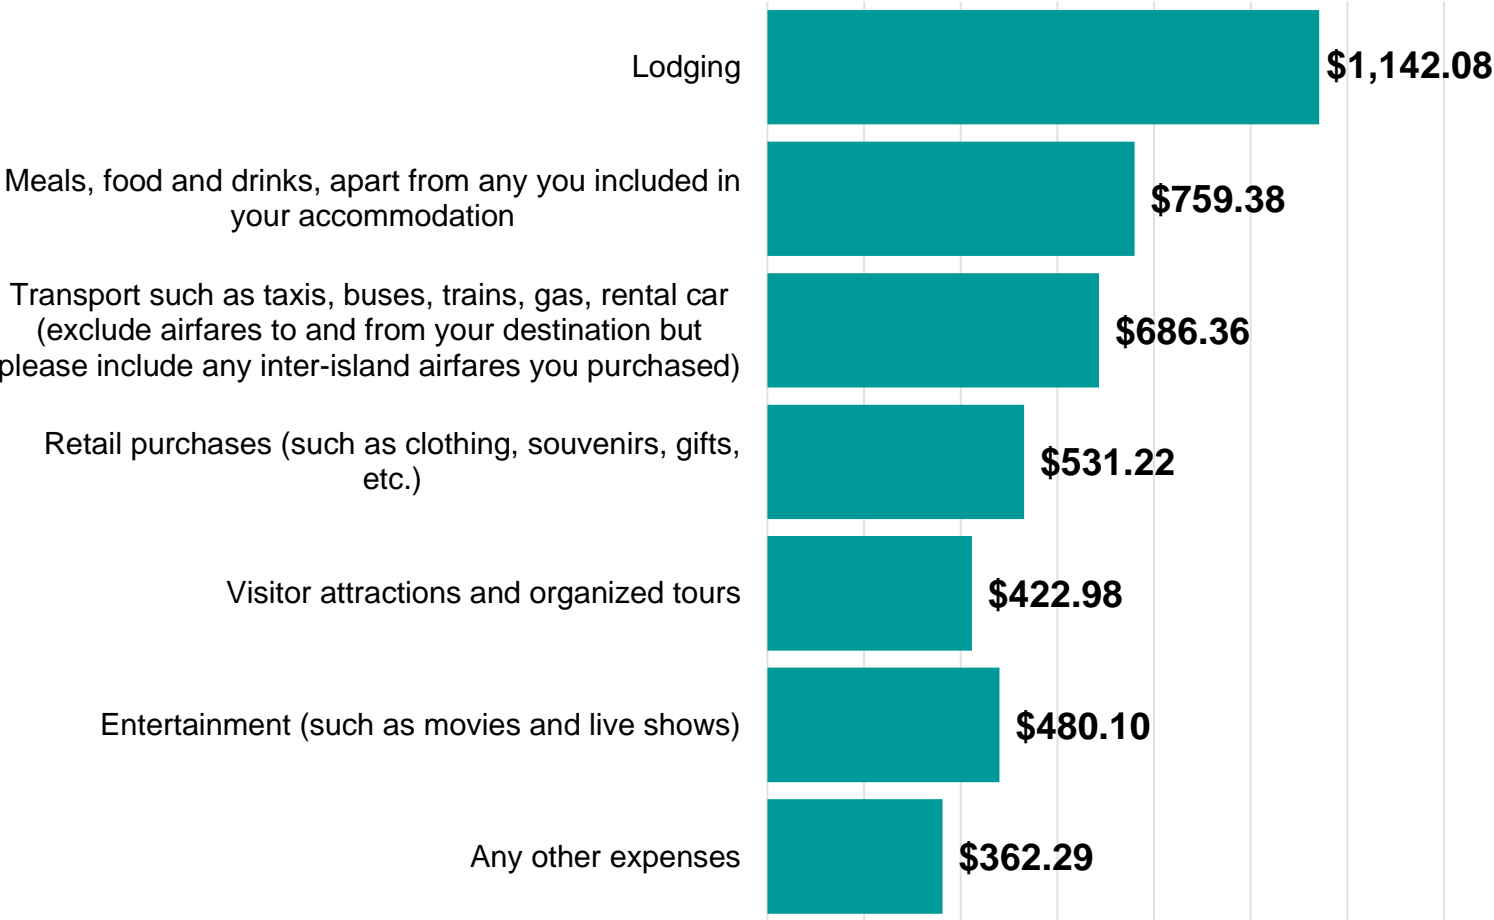 Lodging
$1,142.08
Meals, food and drinks, apart from any you included in
your accommodation
$759.38
Transport such as taxis, buses, trains, gas, rental car
(exclude airfares to and from your destination but
please include any inter-island airfares you purchased)
$686.36
Retail purchases (such as clothing, souvenirs, gifts,
etc.)
$531.22
Visitor attractions and organized tours
$422.98
Entertainment (such as movies and live shows)
$480.10
Any other expenses
$362.29